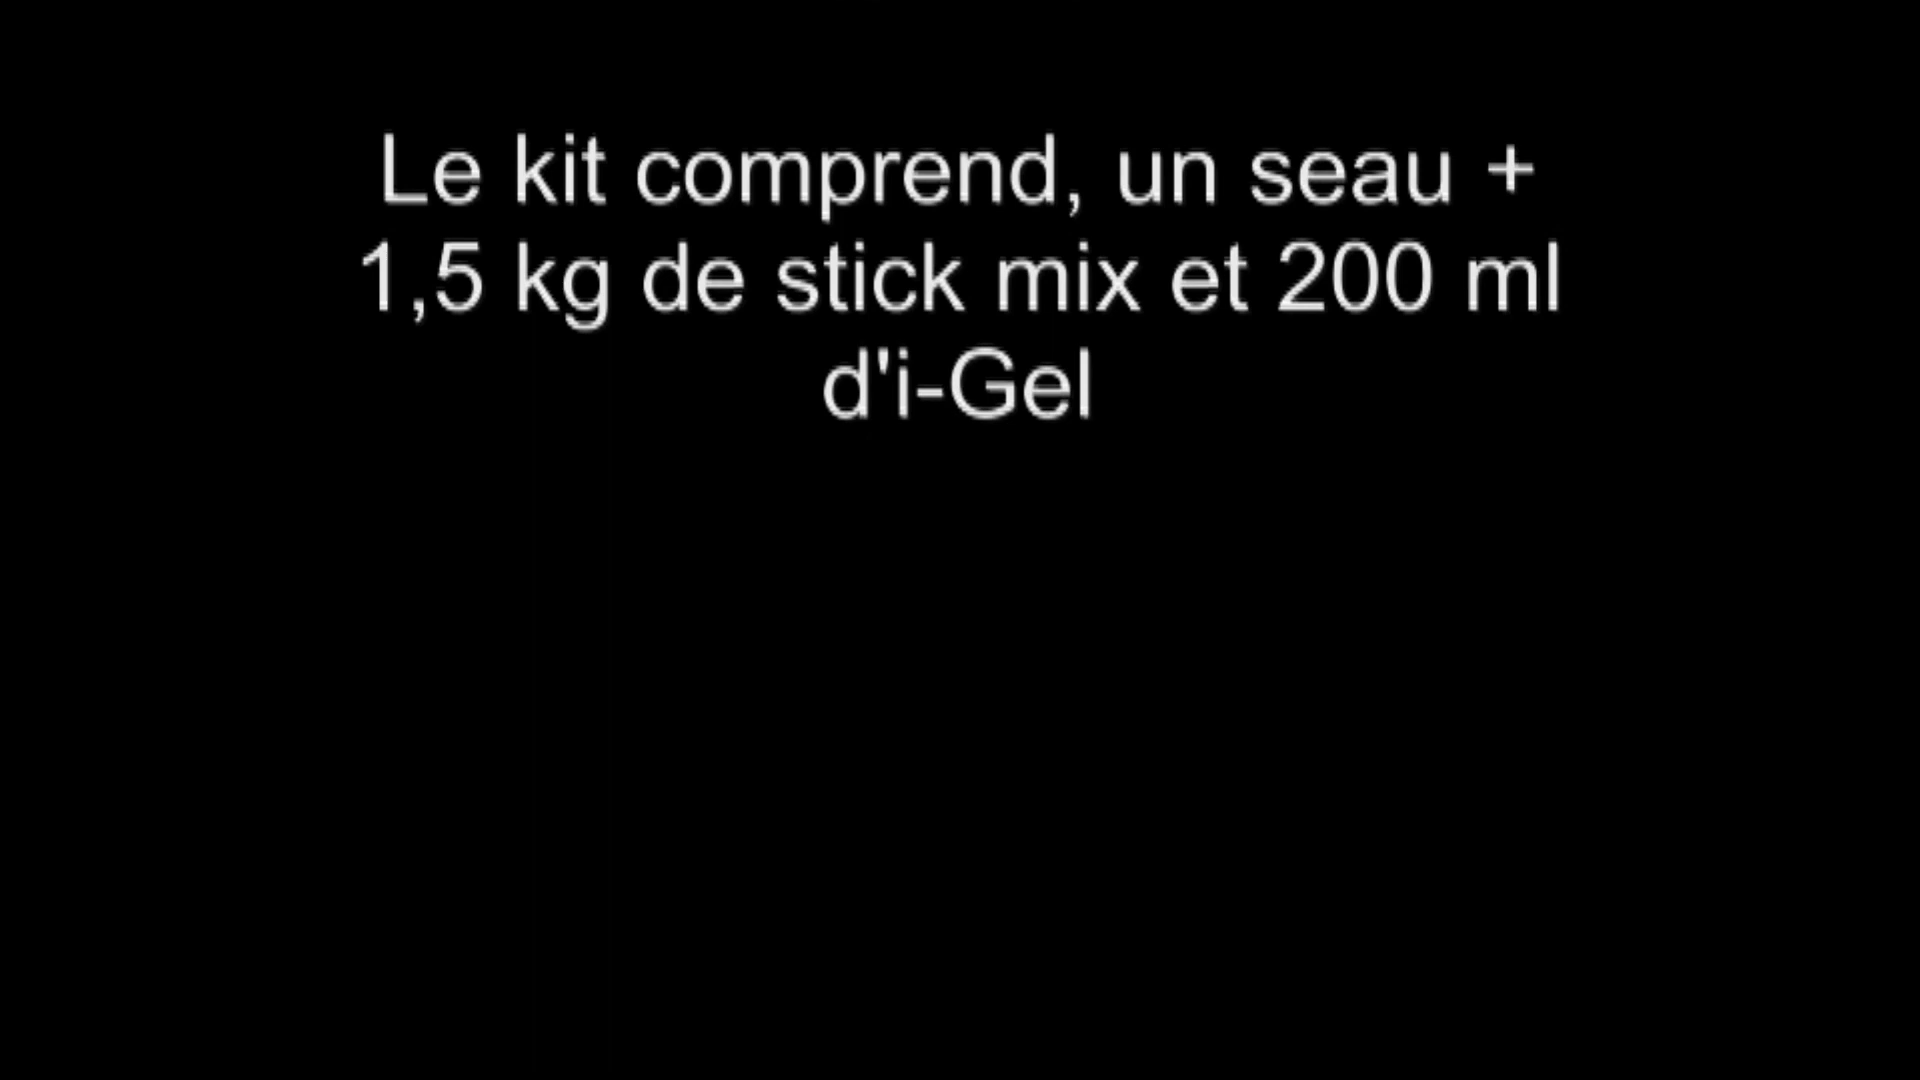 Le kit comprend, un seau +
1,5 kg de stick mix et 200 ml
d'i-Gel